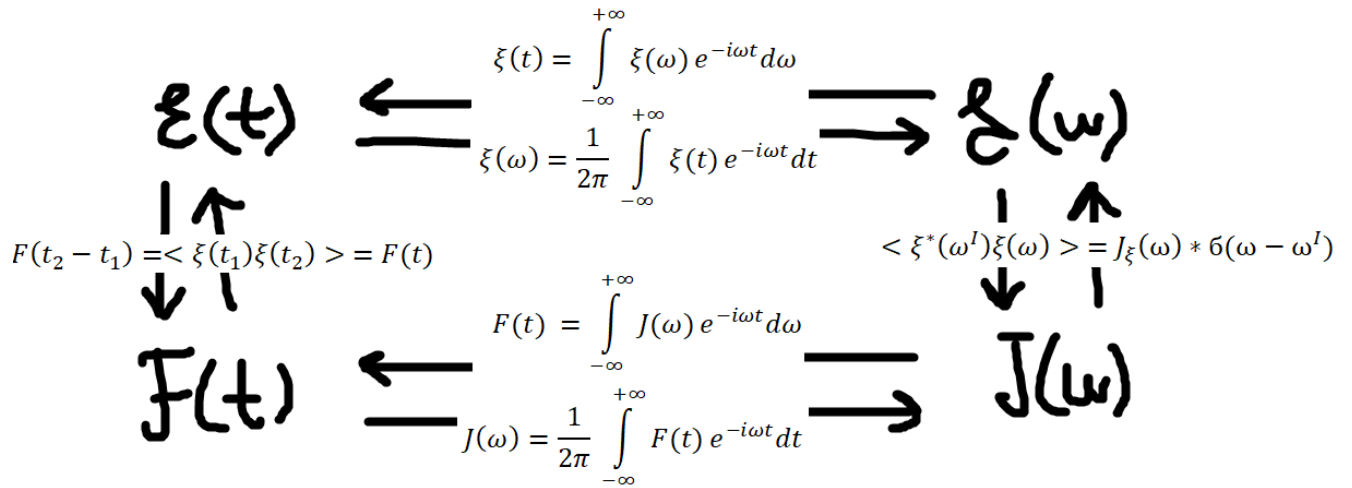 ξ(t) = ∫_{-∞}^{+∞} ξ(ω) e^{-iωt} dω
ξ(t)
ξ(ω)
ξ(ω) = 1/2π ∫_{-∞}^{+∞} ξ(t) e^{-iωt} dt
F(t₂ − t₁) =< ξ(t₁)ξ(t₂) > = F(t)
< ξ*(ω^I)ξ(ω) > = J_ξ(ω) * б(ω − ω^I)
F(t) = ∫_{-∞}^{+∞} J(ω) e^{-iωt} dω
F(t)
J(ω)
J(ω) = 1/2π ∫_{-∞}^{+∞} F(t) e^{-iωt} dt